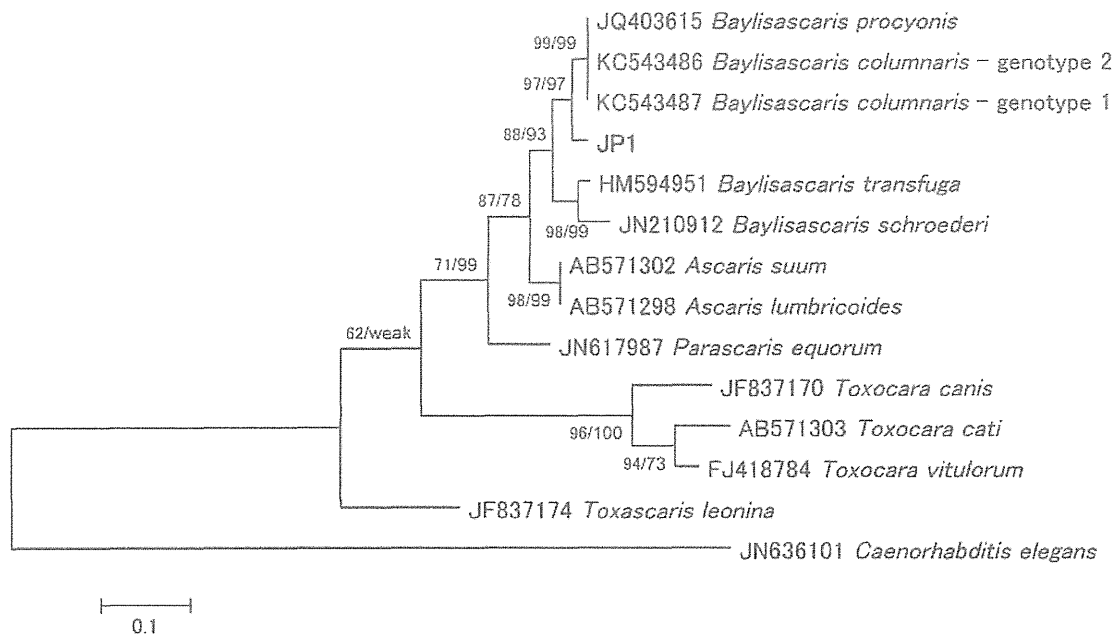 JQ403615 Baylisascaris procyonis
99/99
KC543486 Baylisascaris columnaris - genotype 2
97/97
KC543487 Baylisascaris columnaris - genotype 1
88/93
JP1
HM594951 Baylisascaris transfuga
87/78
JN210912 Baylisascaris schroederi
98/99
71/99
AB571302 Ascaris suum
98/99
AB571298 Ascaris lumbricoides
62/weak
JN617987 Parascaris equorum
JF837170 Toxocara canis
96/100
AB571303 Toxocara cati
94/73
FJ418784 Toxocara vitulorum
JF837174 Toxascaris leonina
JN636101 Caenorhabditis elegans
0.1